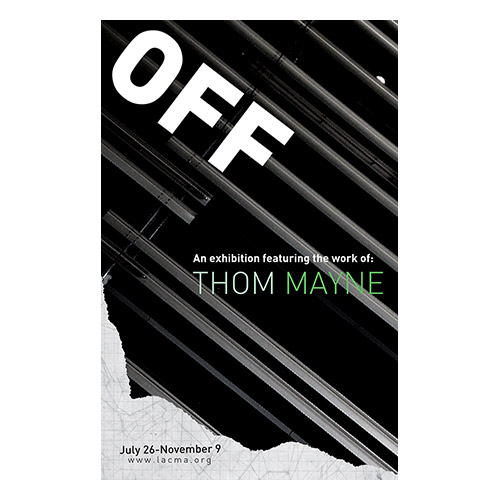 OFF
An exhibition featuring the work of:
THOM MAYNE
July 26-November 9
www.lacma.org